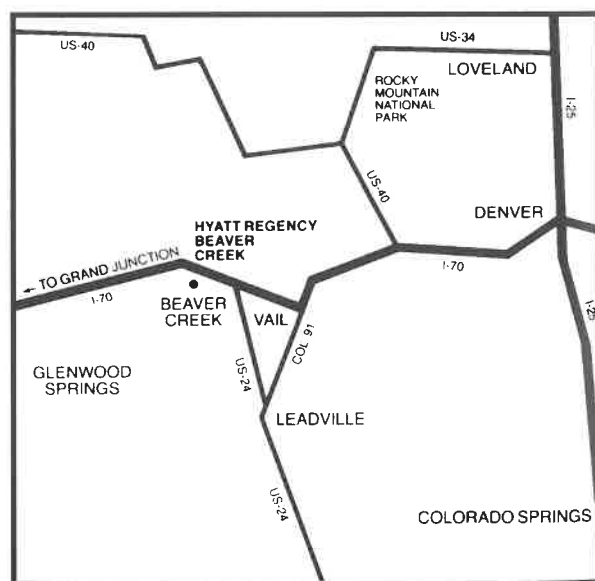 US-40
US-34
LOVELAND
ROCKY
MOUNTAIN
NATIONAL
PARK
I-25
US-40
DENVER
HYATT REGENCY
BEAVER
CREEK
← TO GRAND JUNCTION
I-70
I-70
BEAVER
CREEK
VAIL
COL 91
I-25
GLENWOOD
SPRINGS
US-24
LEADVILLE
US-24
COLORADO SPRINGS